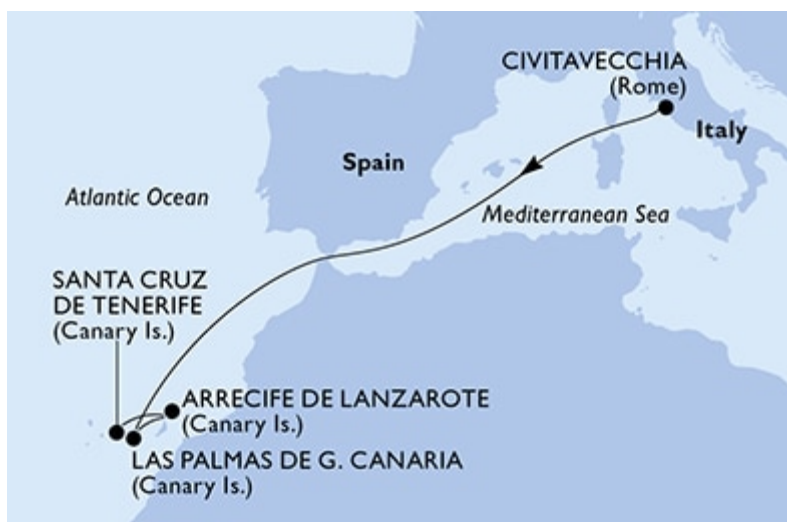 CIVITAVECCHIA
(Rome)
Italy
Spain
Atlantic Ocean
Mediterranean Sea
SANTA CRUZ
DE TENERIFE
(Canary Is.)
ARRECIFE DE LANZAROTE
(Canary Is.)
LAS PALMAS DE G. CANARIA
(Canary Is.)